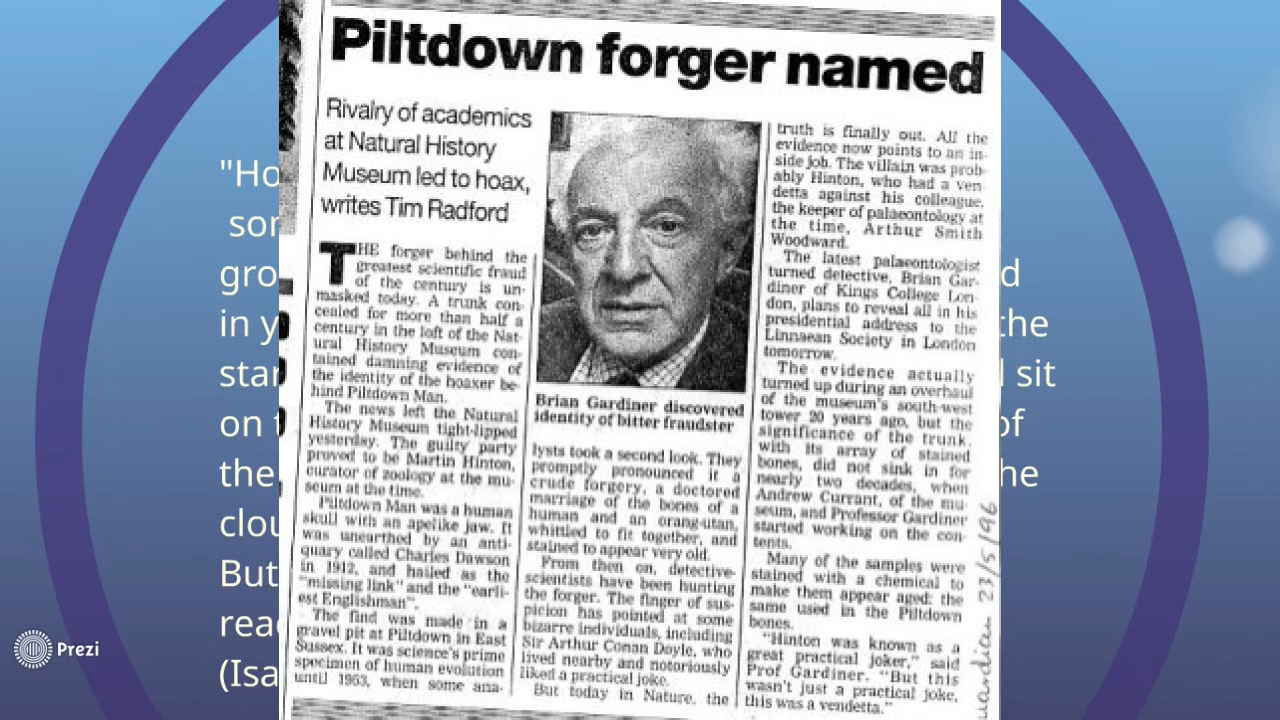 Piltdown forger named
Rivalry of academics
at Natural History
Museum led to hoax,
writes Tim Radford
THE forger behind the
greatest scientific fraud
of the century is un-
masked today. A trunk con-
cealed for more than half a
century in the loft of the Nat-
ural History Museum con-
tained damning evidence of
the identity of the hoaxer be-
hind Piltdown Man.
The news left the Natural
History Museum tight-lipped
yesterday. The guilty party
proved to be Martin Hinton,
curator of zoology at the mu-
seum at the time.
Piltdown Man was a human
skull with an apelike jaw. It
was unearthed by an anti-
quary called Charles Dawson
in 1912, and hailed as the
"missing link" and the "earli-
est Englishman".
The find was made in a
gravel pit at Piltdown in East
Sussex. It was science's prime
specimen of human evolution
until 1953, when some ana-
Brian Gardiner discovered
identity of bitter fraudster
lysts took a second look. They
promptly pronounced it a
crude forgery, a doctored
marriage of the bones of a
human and an orang-utan,
whittled to fit together, and
stained to appear very old.
From then on, detective-
scientists have been hunting
the forger. The finger of sus-
picion has pointed at some
bizarre individuals, including
Sir Arthur Conan Doyle, who
lived nearby and notoriously
liked a practical joke.
But today in Nature, the
truth is finally out. All the
evidence now points to an in-
side job. The villain was prob-
ably Hinton, who had a ven-
detta against his colleague,
the keeper of palaeontology at
the time, Arthur Smith
Woodward.
The latest palaeontologist
turned detective, Brian Gar-
diner of Kings College Lon-
don, plans to reveal all in his
presidential address to the
Linnaean Society in London
tomorrow.
The evidence actually
turned up during an overhaul
of the museum's south-west
tower 20 years ago, but the
significance of the trunk,
with its array of stained
bones, did not sink in for
nearly two decades, when
Andrew Currant, of the mu-
seum, and Professor Gardiner
started working on the con-
tents.
Many of the samples were
stained with a chemical to
make them appear aged: the
same used in the Piltdown
bones.
"Hinton was known as a
great practical joker," said
Prof Gardiner. "But this
wasn't just a practical joke,
this was a vendetta."
uardian 23/5/96
"Ho
son
gro d
in y the
star l sit
on t of
the he
clou
But
read
(Isa
Prezi